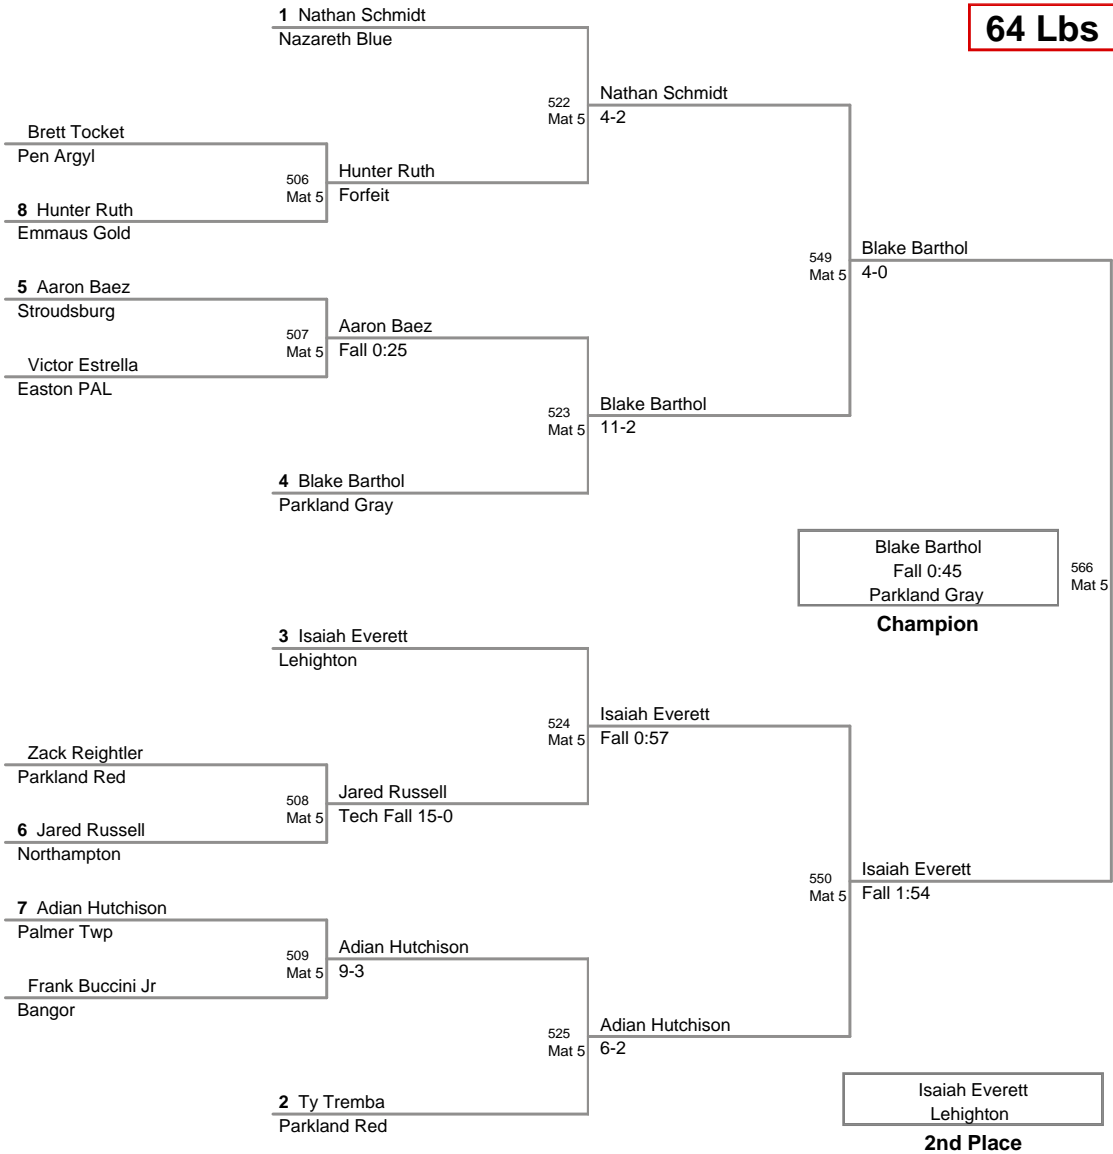 64 Lbs
1 Nathan Schmidt
Nazareth Blue
522
Mat 5
Nathan Schmidt
4-2
Brett Tocket
Pen Argyl
506
Mat 5
Hunter Ruth
Forfeit
8 Hunter Ruth
Emmaus Gold
549
Mat 5
Blake Barthol
4-0
5 Aaron Baez
Stroudsburg
507
Mat 5
Aaron Baez
Fall 0:25
Victor Estrella
Easton PAL
523
Mat 5
Blake Barthol
11-2
4 Blake Barthol
Parkland Gray
Blake Barthol
Fall 0:45
Parkland Gray
Champion
566
Mat 5
3 Isaiah Everett
Lehighton
524
Mat 5
Isaiah Everett
Fall 0:57
Zack Reightler
Parkland Red
508
Mat 5
Jared Russell
Tech Fall 15-0
6 Jared Russell
Northampton
550
Mat 5
Isaiah Everett
Fall 1:54
7 Adian Hutchison
Palmer Twp
509
Mat 5
Adian Hutchison
9-3
Frank Buccini Jr
Bangor
525
Mat 5
Adian Hutchison
6-2
2 Ty Tremba
Parkland Red
Isaiah Everett
Lehighton
2nd Place